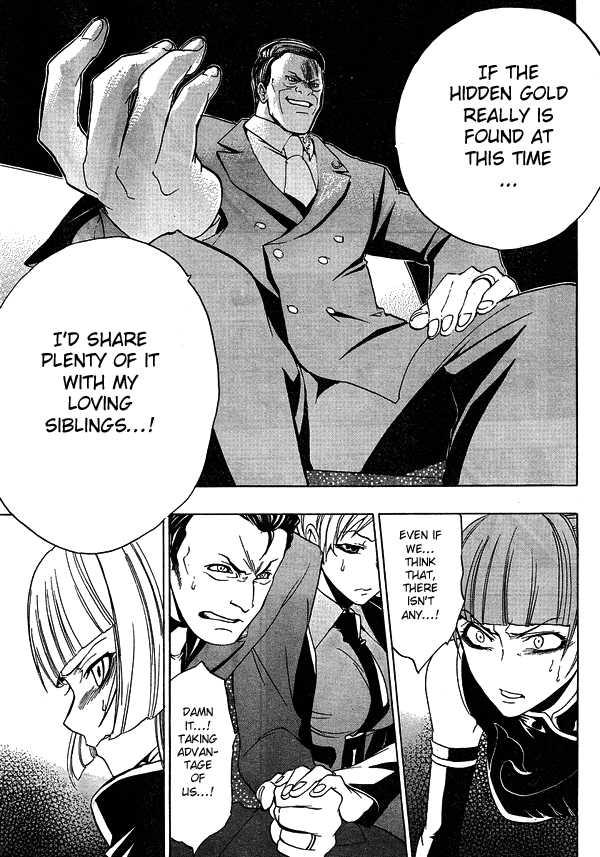 IF THE
HIDDEN GOLD
REALLY IS
FOUND AT
THIS TIME
...
I'D SHARE
PLENTY OF IT
WITH MY
LOVING
SIBLINGS...!
EVEN IF
WE...
THINK
THAT,
THERE
ISN'T
ANY...!
DAMN
IT...!
TAKING
ADVAN-
TAGE
OF
US...!